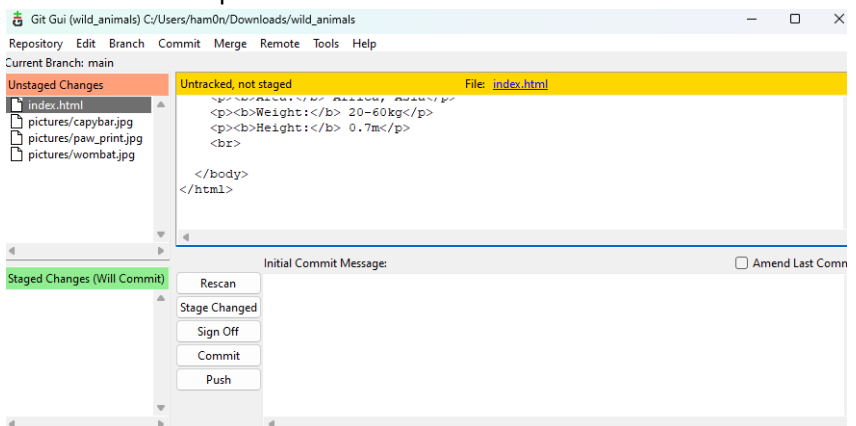 Git Gui (wild_animals) C:/Users/ham0n/Downloads/wild_animals
Repository Edit Branch Commit Merge Remote Tools Help
Current Branch: main
Unstaged Changes
index.html
pictures/capybar.jpg
pictures/paw_print.jpg
pictures/wombat.jpg
Untracked, not staged File: index.html
<p><b>Area:</b> Africa, Asia</p>
<p><b>Weight:</b> 20-60kg</p>
<p><b>Height:</b> 0.7m</p>
<br>
</body>
</html>
Staged Changes (Will Commit)
Initial Commit Message:
Amend Last Comm
Rescan
Stage Changed
Sign Off
Commit
Push